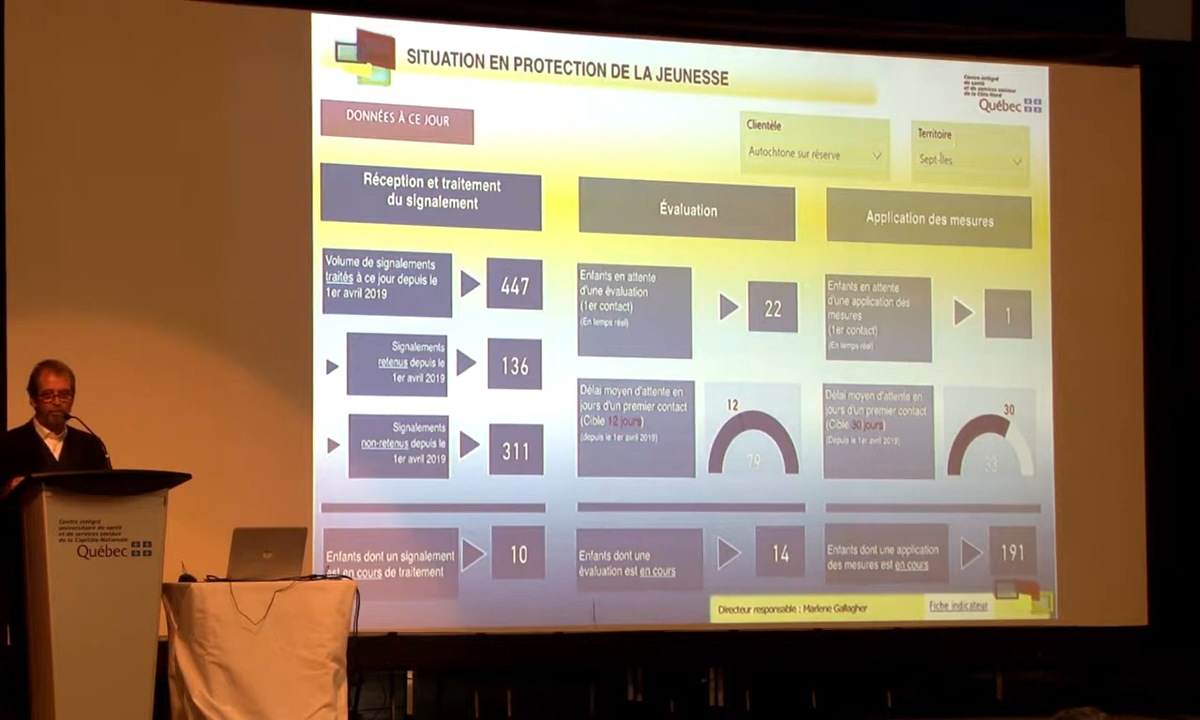 SITUATION EN PROTECTION DE LA JEUNESSE
Centre intégré
de santé
et de services sociaux
de la Côte-Nord
Québec
DONNÉES À CE JOUR
Clientèle
Autochtone sur réserve
Territoire
Sept-Îles
Réception et traitement
du signalement
Évaluation
Application des mesures
Volume de signalements
traités à ce jour depuis le
1er avril 2019
447
Signalements
retenus depuis le
1er avril 2019
136
Signalements
non-retenus depuis le
1er avril 2019
311
Enfants dont un signalement
est en cours de traitement
10
Enfants en attente
d'une évaluation
(1er contact)
(En temps réel)
22
Délai moyen d'attente en
jours d'un premier contact
(Cible 12 jours)
(depuis le 1er avril 2019)
12
79
Enfants dont une
évaluation est en cours
14
Enfants en attente
d'une application des
mesures
(1er contact)
(En temps réel)
1
Délai moyen d'attente en
jours d'un premier contact
(Cible 30 jours)
(Depuis le 1er avril 2019)
30
33
Enfants dont une application
des mesures est en cours
191
Directeur responsable : Marlene Gallagher
Fiche indicateur
Centre intégré
universitaire de santé
et de services sociaux
de la Capitale-Nationale
Québec